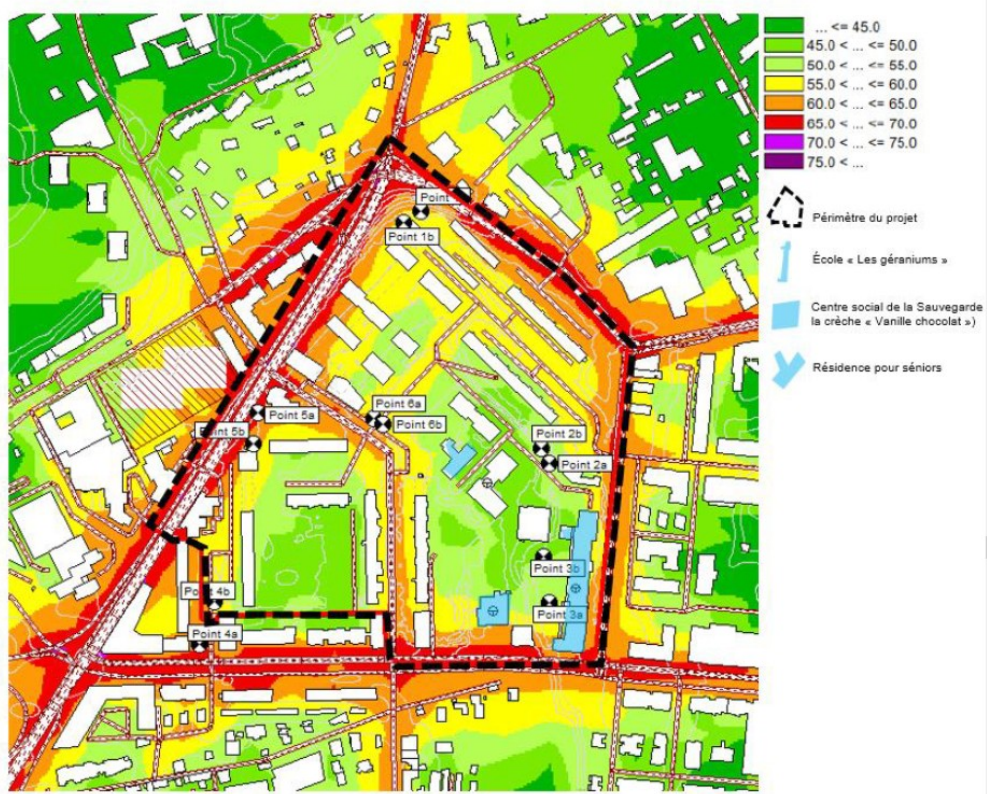 ... <= 45.0
45.0 < ... <= 50.0
50.0 < ... <= 55.0
55.0 < ... <= 60.0
60.0 < ... <= 65.0
65.0 < ... <= 70.0
70.0 < ... <= 75.0
75.0 < ...
Périmètre du projet
École « Les géraniums »
Centre social de la Sauvegarde
la crèche « Vanille chocolat »)
Résidence pour séniors
Point
Point 1b
Point 5a
Point 6a
Point 6b
Point 5b
Point 2b
Point 2a
Point 3b
Point 4b
Point 3a
Point 4a